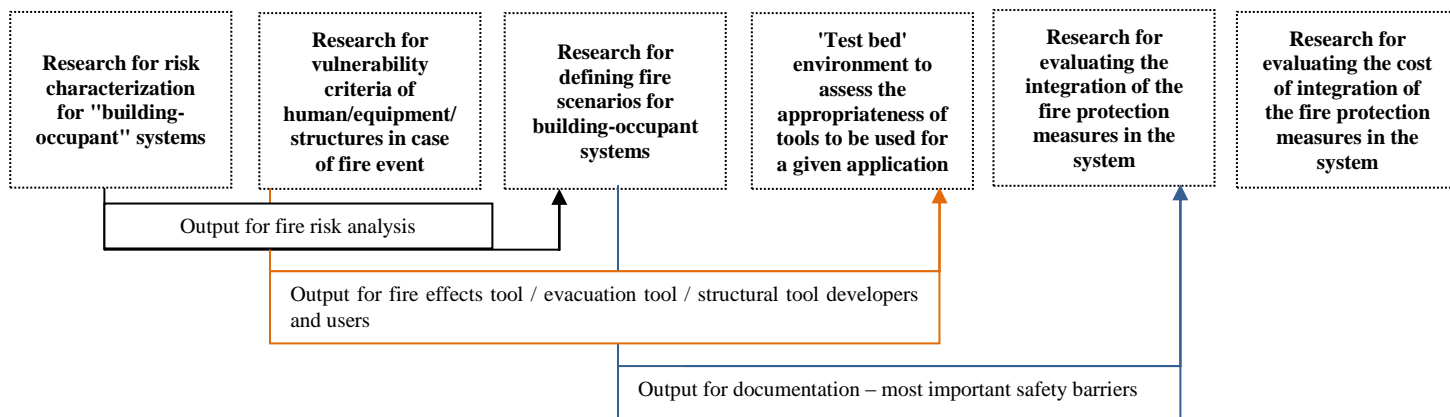 Research for risk
characterization
for "building-
occupant" systems
Research for
vulnerability
criteria of
human/equipment/
structures in case
of fire event
Research for
defining fire
scenarios for
building-occupant
systems
'Test bed'
environment to
assess the
appropriateness of
tools to be used for
a given application
Research for
evaluating the
integration of the
fire protection
measures in the
system
Research for
evaluating the cost
of integration of
the fire protection
measures in the
system
Output for fire risk analysis
Output for fire effects tool / evacuation tool / structural tool developers
and users
Output for documentation – most important safety barriers